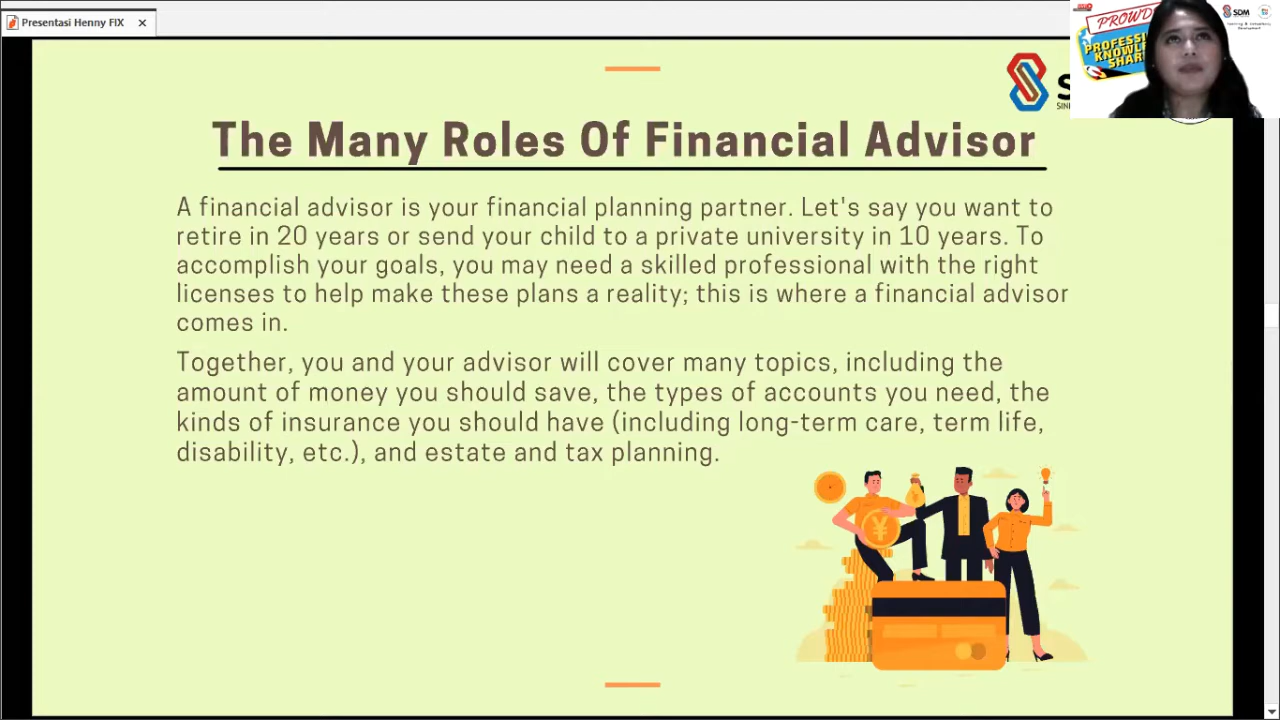 Presentasi Henny FIX
PROWD
PROFESSI
KNOWL
SHAR
SDM
The Many Roles Of Financial Advisor
A financial advisor is your financial planning partner. Let's say you want to
retire in 20 years or send your child to a private university in 10 years. To
accomplish your goals, you may need a skilled professional with the right
licenses to help make these plans a reality; this is where a financial advisor
comes in.
Together, you and your advisor will cover many topics, including the
amount of money you should save, the types of accounts you need, the
kinds of insurance you should have (including long-term care, term life,
disability, etc.), and estate and tax planning.
¥